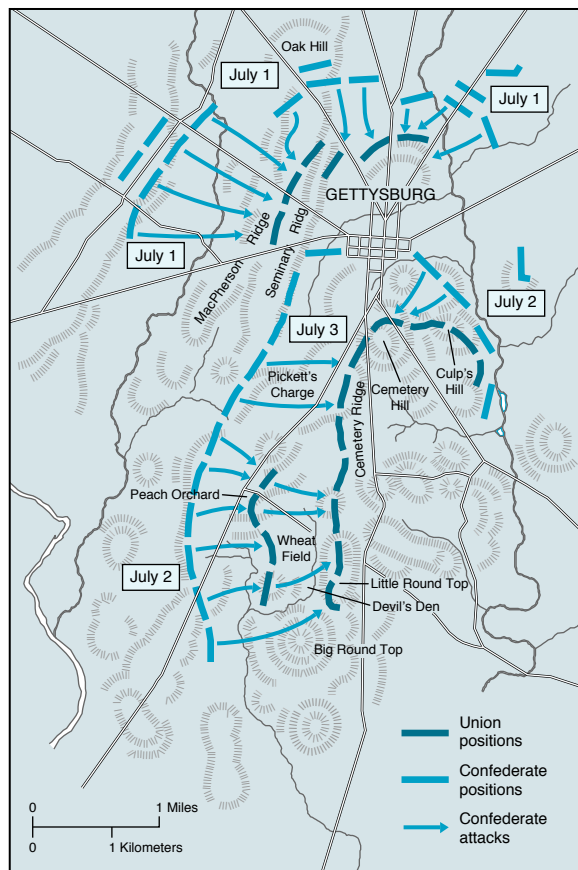 Oak Hill
July 1
July 1
GETTYSBURG
MacPherson Ridge
Seminary Ridg
July 1
July 2
July 3
Pickett's
Charge
Cemetery Ridge
Cemetery
Hill
Culp's
Hill
Peach Orchard
Wheat
Field
July 2
Little Round Top
Devil's Den
Big Round Top
Union
positions
Confederate
positions
Confederate
attacks
0
1 Miles
0
1 Kilometers